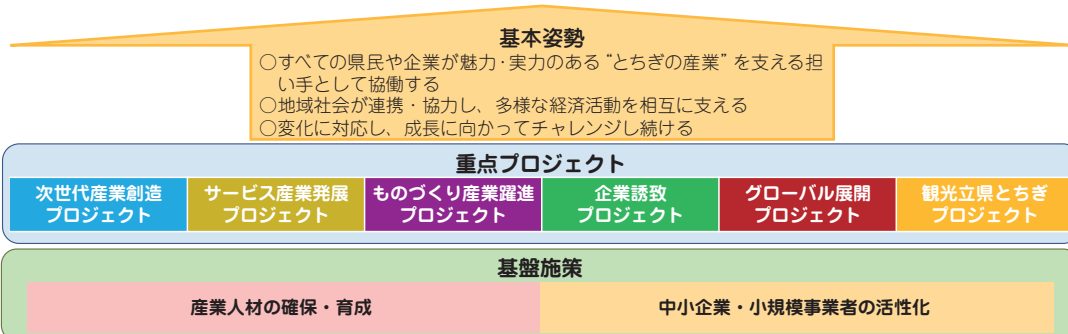 基本姿勢
○すべての県民や企業が魅力・実力のある“とちぎの産業”を支える担
い手として協働する
○地域社会が連携・協力し、多様な経済活動を相互に支える
○変化に対応し、成長に向かってチャレンジし続ける
重点プロジェクト
次世代産業創造
プロジェクト
サービス産業発展
プロジェクト
ものづくり産業躍進
プロジェクト
企業誘致
プロジェクト
グローバル展開
プロジェクト
観光立県とちぎ
プロジェクト
基盤施策
産業人材の確保・育成
中小企業・小規模事業者の活性化